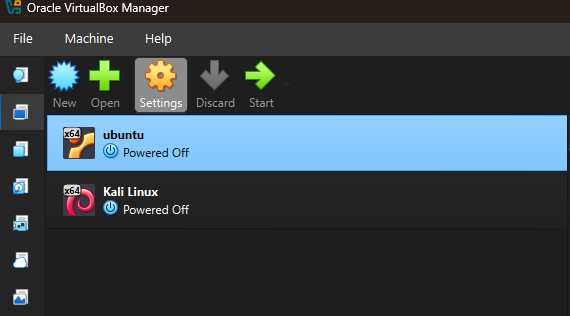 Oracle VirtualBox Manager
File Machine Help
New Open Settings Discard Start
x64 ubuntu
Powered Off
x64 Kali Linux
Powered Off